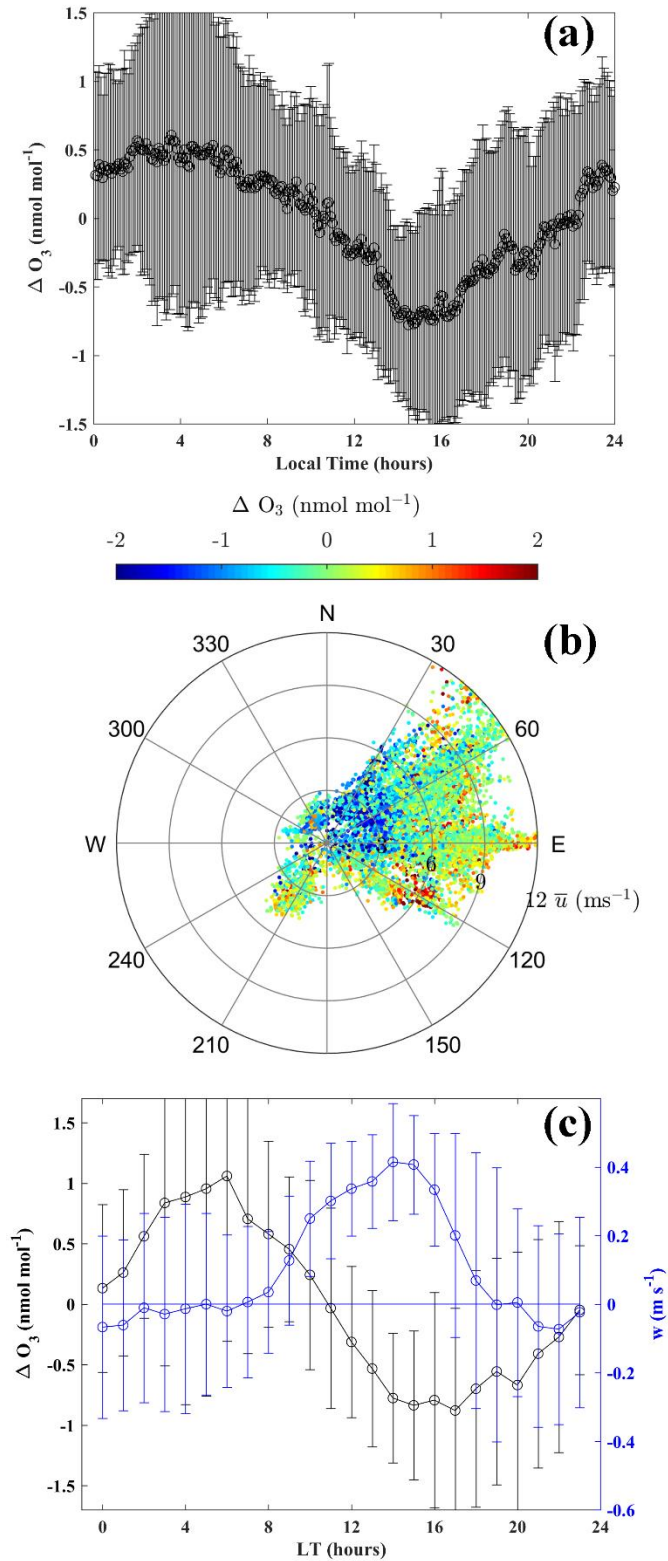 (a)
1.5
1
0.5
0
-0.5
-1
-1.5
Δ O3 (nmol mol-1)
0 4 8 12 16 20 24
Local Time (hours)
Δ O3 (nmol mol−1)
-2 -1 0 1 2
(b)
N
330 30
300 60
W E
3 6 9 12 u̅ (ms−1)
240 120
210 150
(c)
1.5
1
0.5
0
-0.5
-1
-1.5
Δ O3 (nmol mol-1)
0.4
0.2
0
-0.2
-0.4
-0.6
w (m s-1)
0 4 8 12 16 20 24
LT (hours)